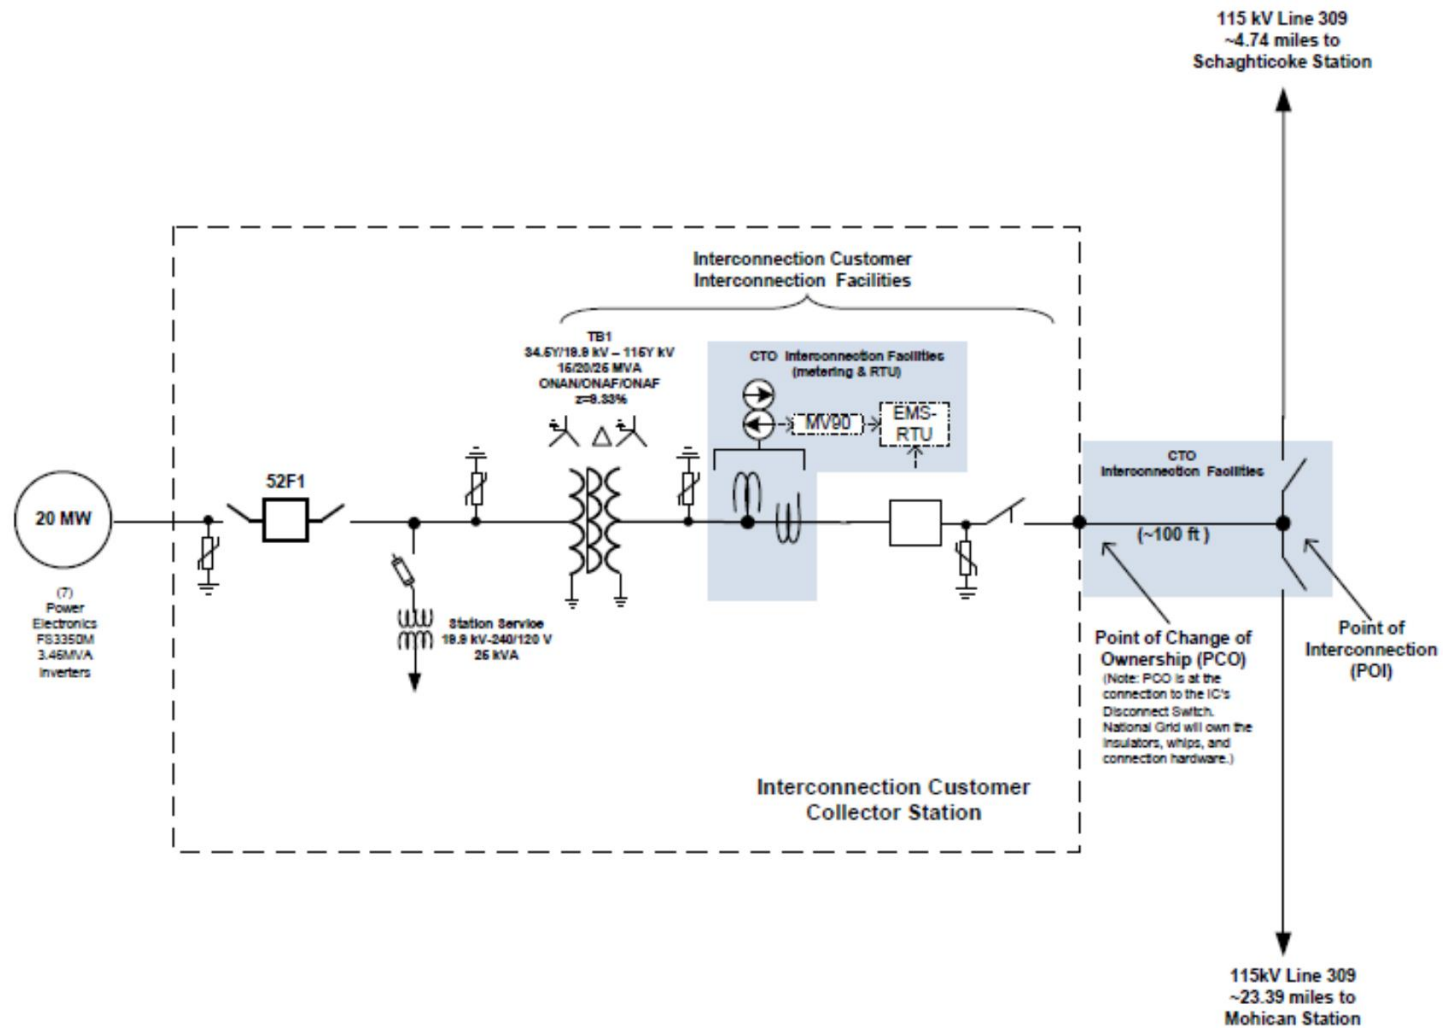 115 kV Line 309
~4.74 miles to
Schaghticoke Station
Interconnection Customer
Interconnection Facilities
TB1
34.5Y/19.9 kV – 115Y kV
15/20/25 MVA
ONAN/ONAF/ONAF
z=9.33%
CTO Interconnection Facilities
(metering & RTU)
MV90
EMS-
RTU
CTO
Interconnection Facilities
52F1
20 MW
(~100 ft )
(7)
Power
Electronics
FS3350M
3.46MVA
Inverters
Station Service
19.9 kV-240/120 V
25 kVA
Point of Change of
Ownership (PCO)
(Note: PCO is at the
connection to the IC's
Disconnect Switch.
National Grid will own the
insulators, whips, and
connection hardware.)
Point of
Interconnection
(POI)
Interconnection Customer
Collector Station
115kV Line 309
~23.39 miles to
Mohican Station